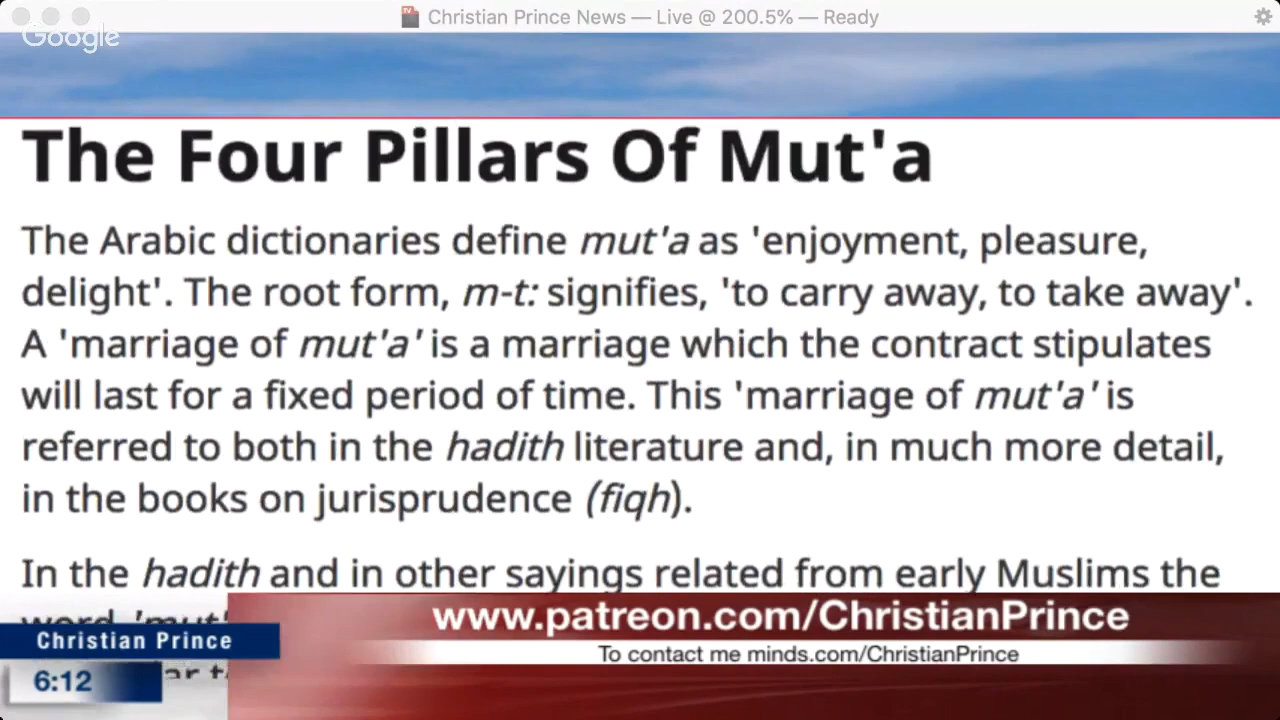 Christian Prince News — Live @ 200.5% — Ready
Google
The Four Pillars Of Mut'a
The Arabic dictionaries define mut'a as 'enjoyment, pleasure,
delight'. The root form, m-t: signifies, 'to carry away, to take away'.
A 'marriage of mut'a' is a marriage which the contract stipulates
will last for a fixed period of time. This 'marriage of mut'a' is
referred to both in the hadith literature and, in much more detail,
in the books on jurisprudence (fiqh).
In the hadith and in other sayings related from early Muslims the
word
www.patreon.com/ChristianPrince
Christian Prince
To contact me minds.com/ChristianPrince
6:12